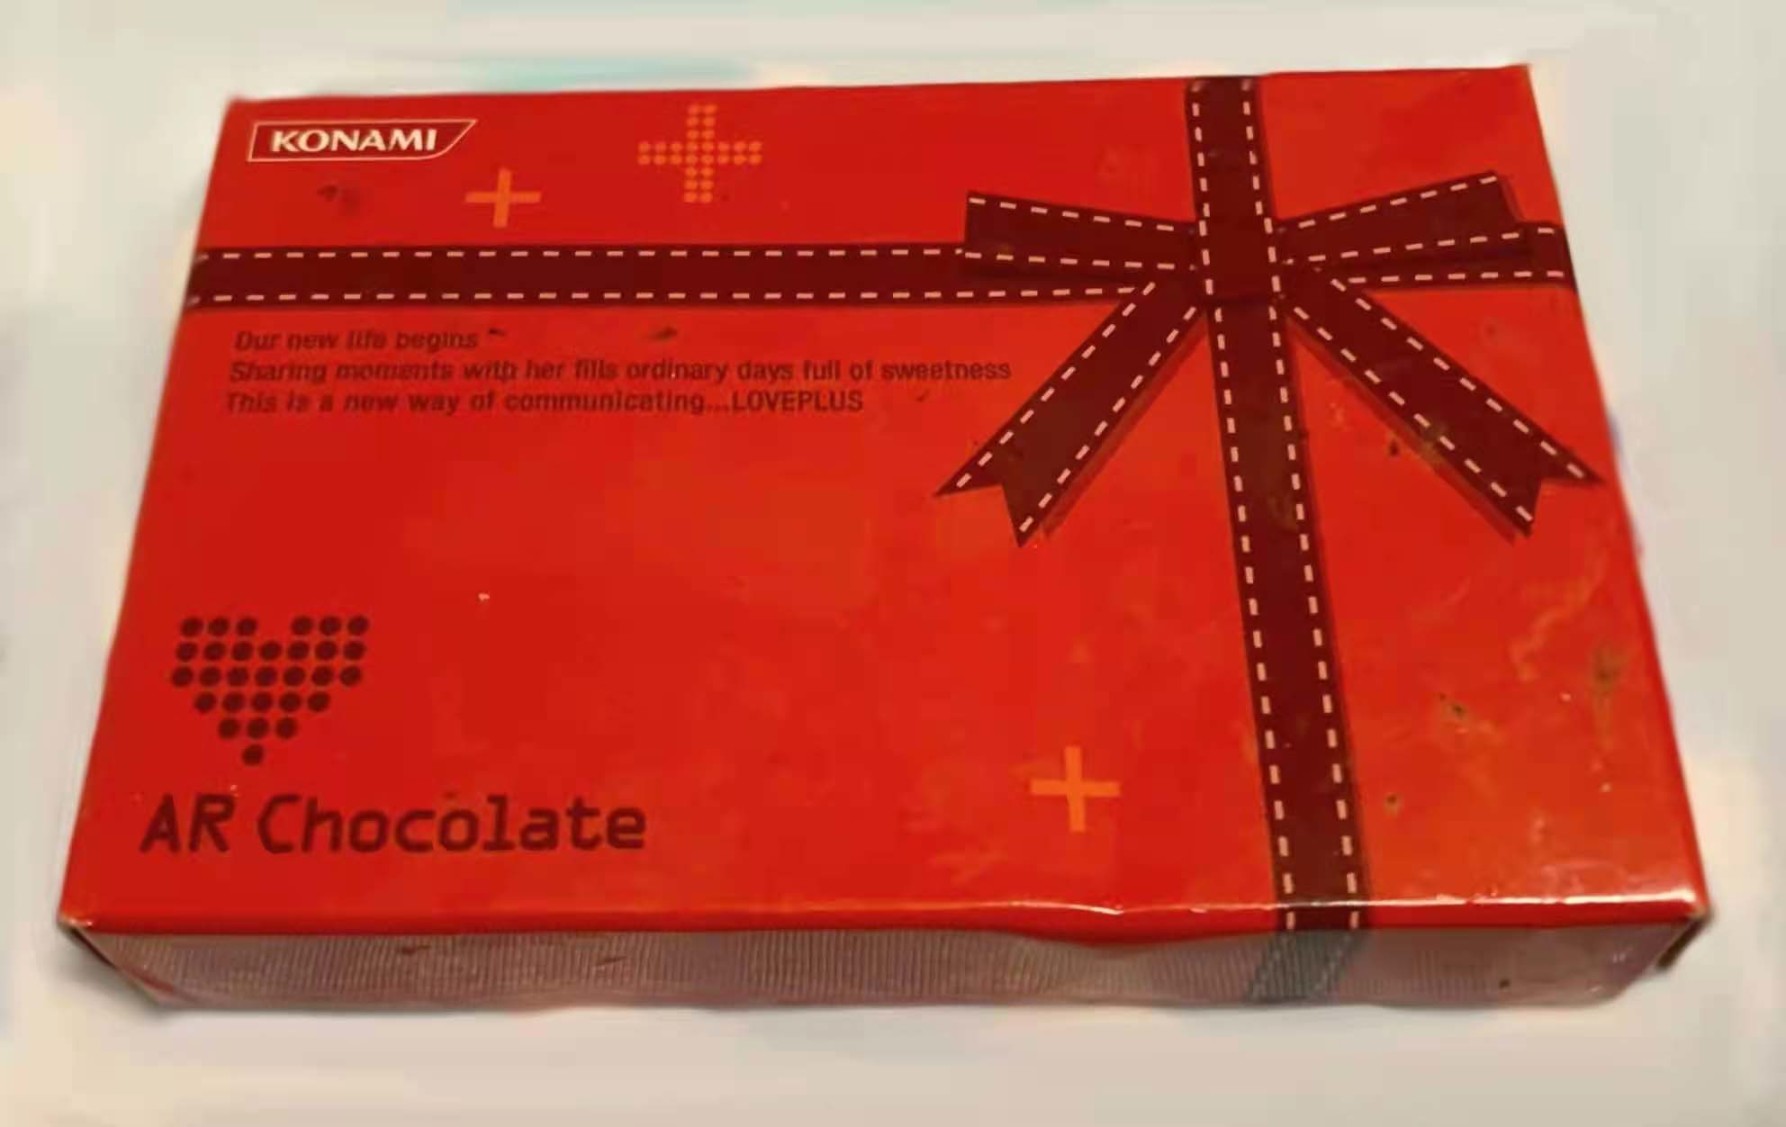 KONAMI
Our new life begins
Sharing moments with her fills ordinary days full of sweetness
This is a new way of communicating...LOVEPLUS
AR Chocolate